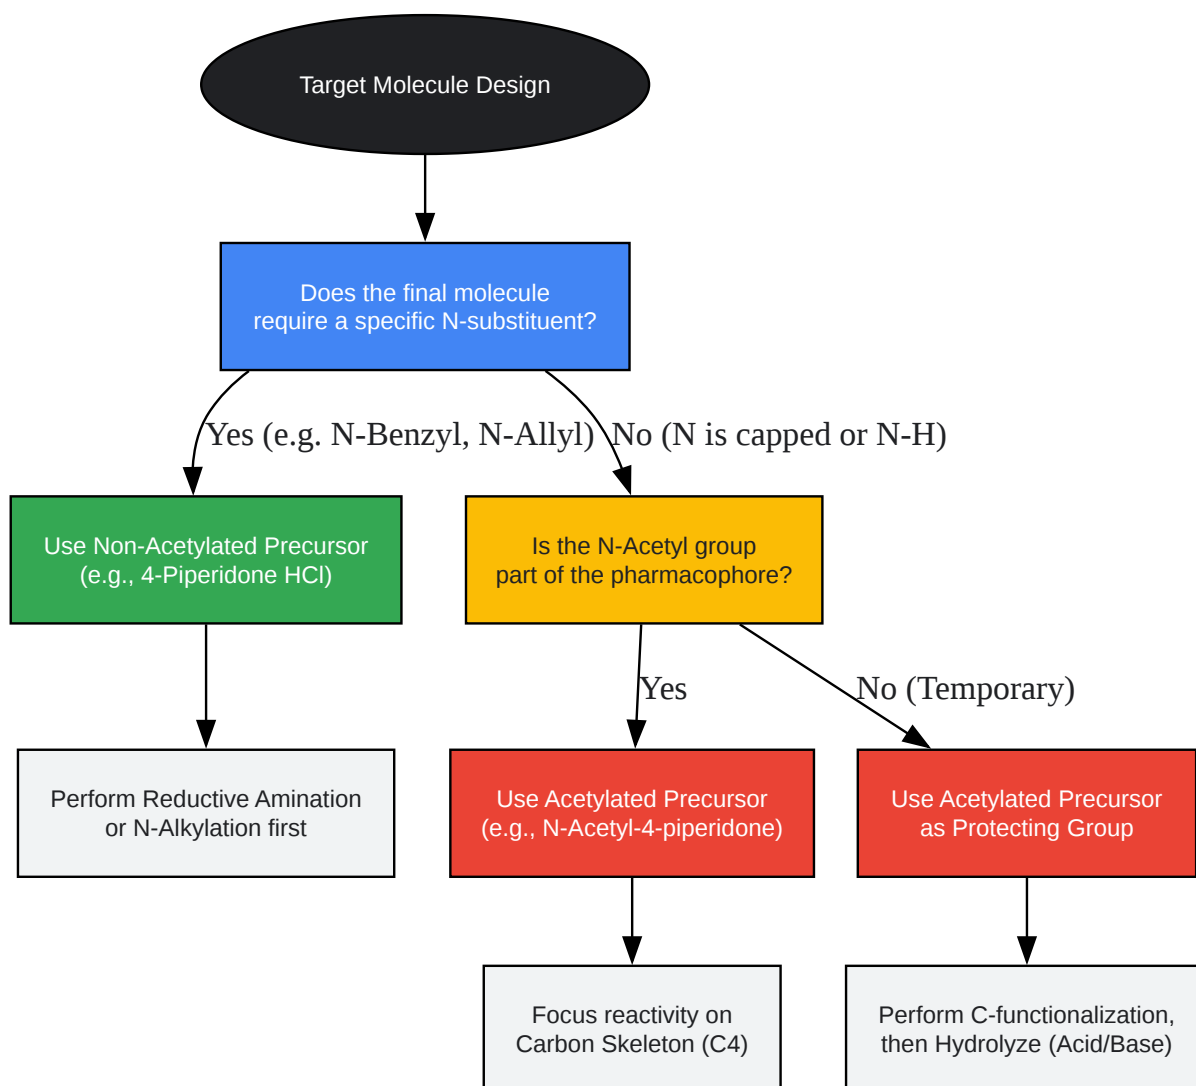 Target Molecule Design
Does the final molecule
require a specific N-substituent?
Yes (e.g. N-Benzyl, N-Allyl)
No (N is capped or N-H)
Use Non-Acetylated Precursor
(e.g., 4-Piperidone HCl)
Is the N-Acetyl group
part of the pharmacophore?
Yes
No (Temporary)
Perform Reductive Amination
or N-Alkylation first
Use Acetylated Precursor
(e.g., N-Acetyl-4-piperidone)
Use Acetylated Precursor
as Protecting Group
Focus reactivity on
Carbon Skeleton (C4)
Perform C-functionalization,
then Hydrolyze (Acid/Base)